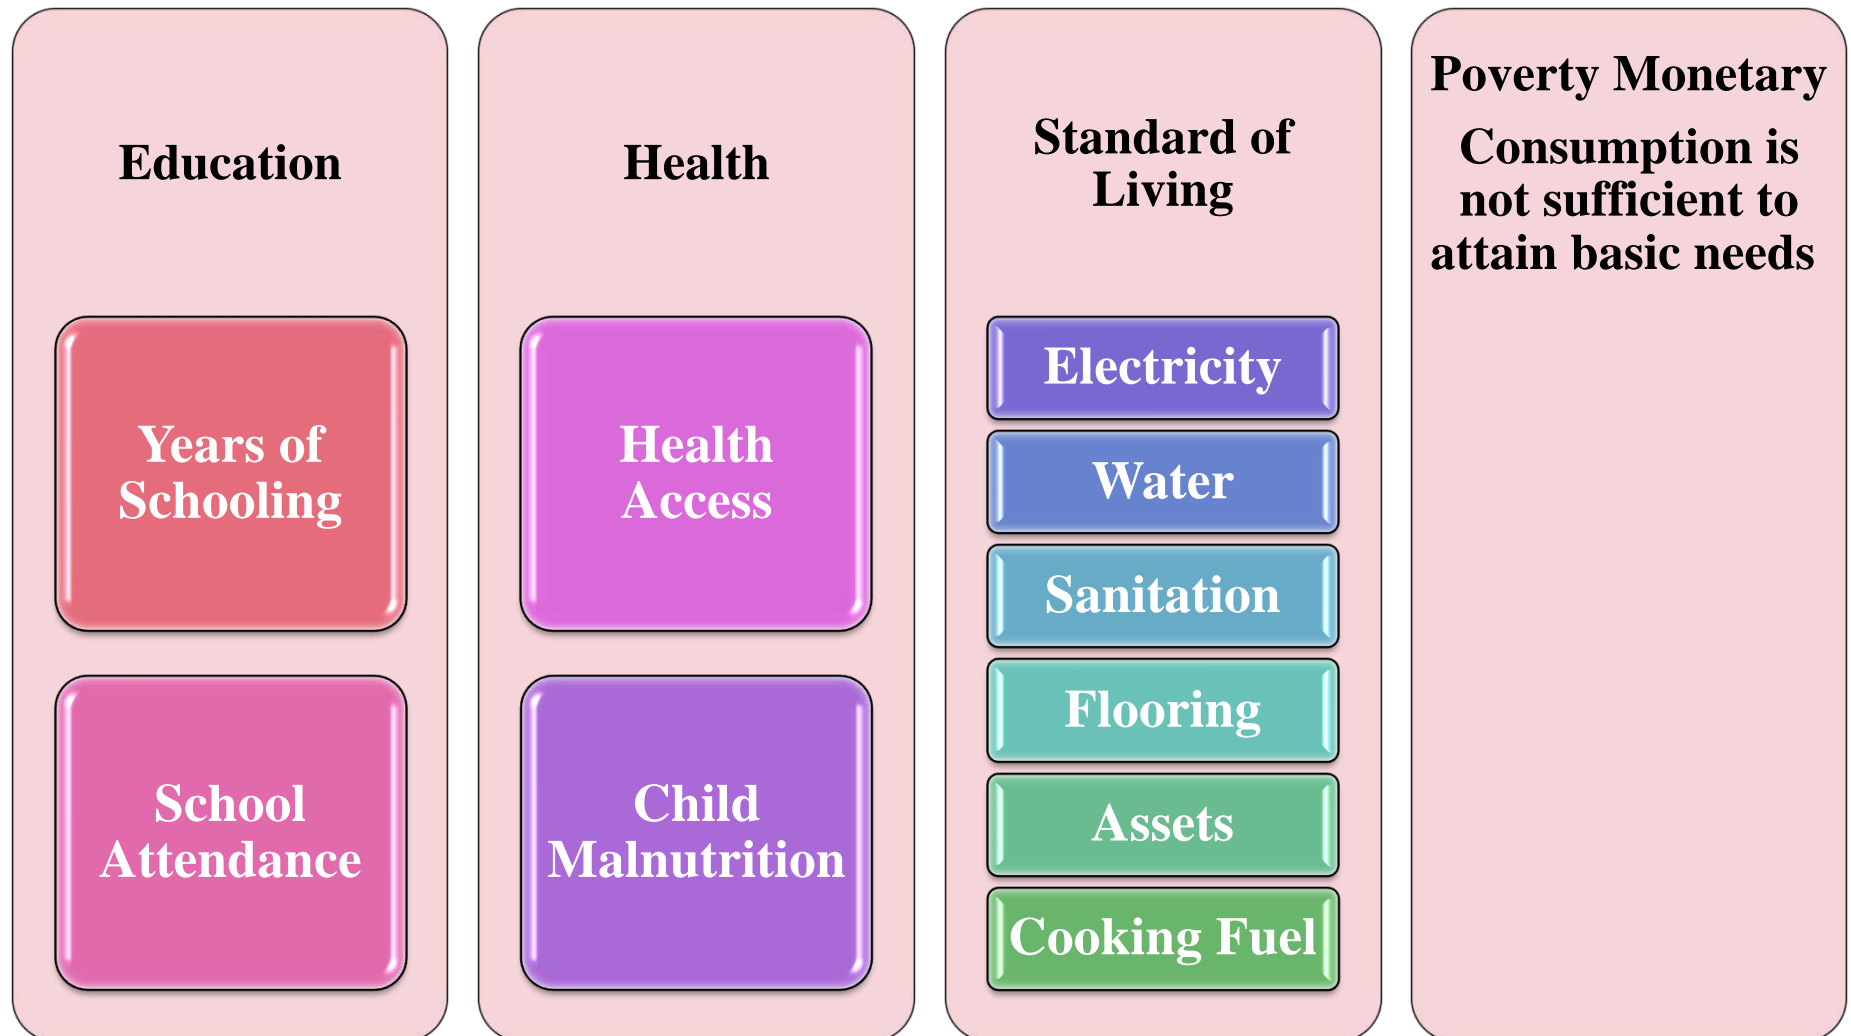 Education
Years of
Schooling
School
Attendance
Health
Health
Access
Child
Malnutrition
Standard of
Living
Electricity
Water
Sanitation
Flooring
Assets
Cooking Fuel
Poverty Monetary
Consumption is
not sufficient to
attain basic needs